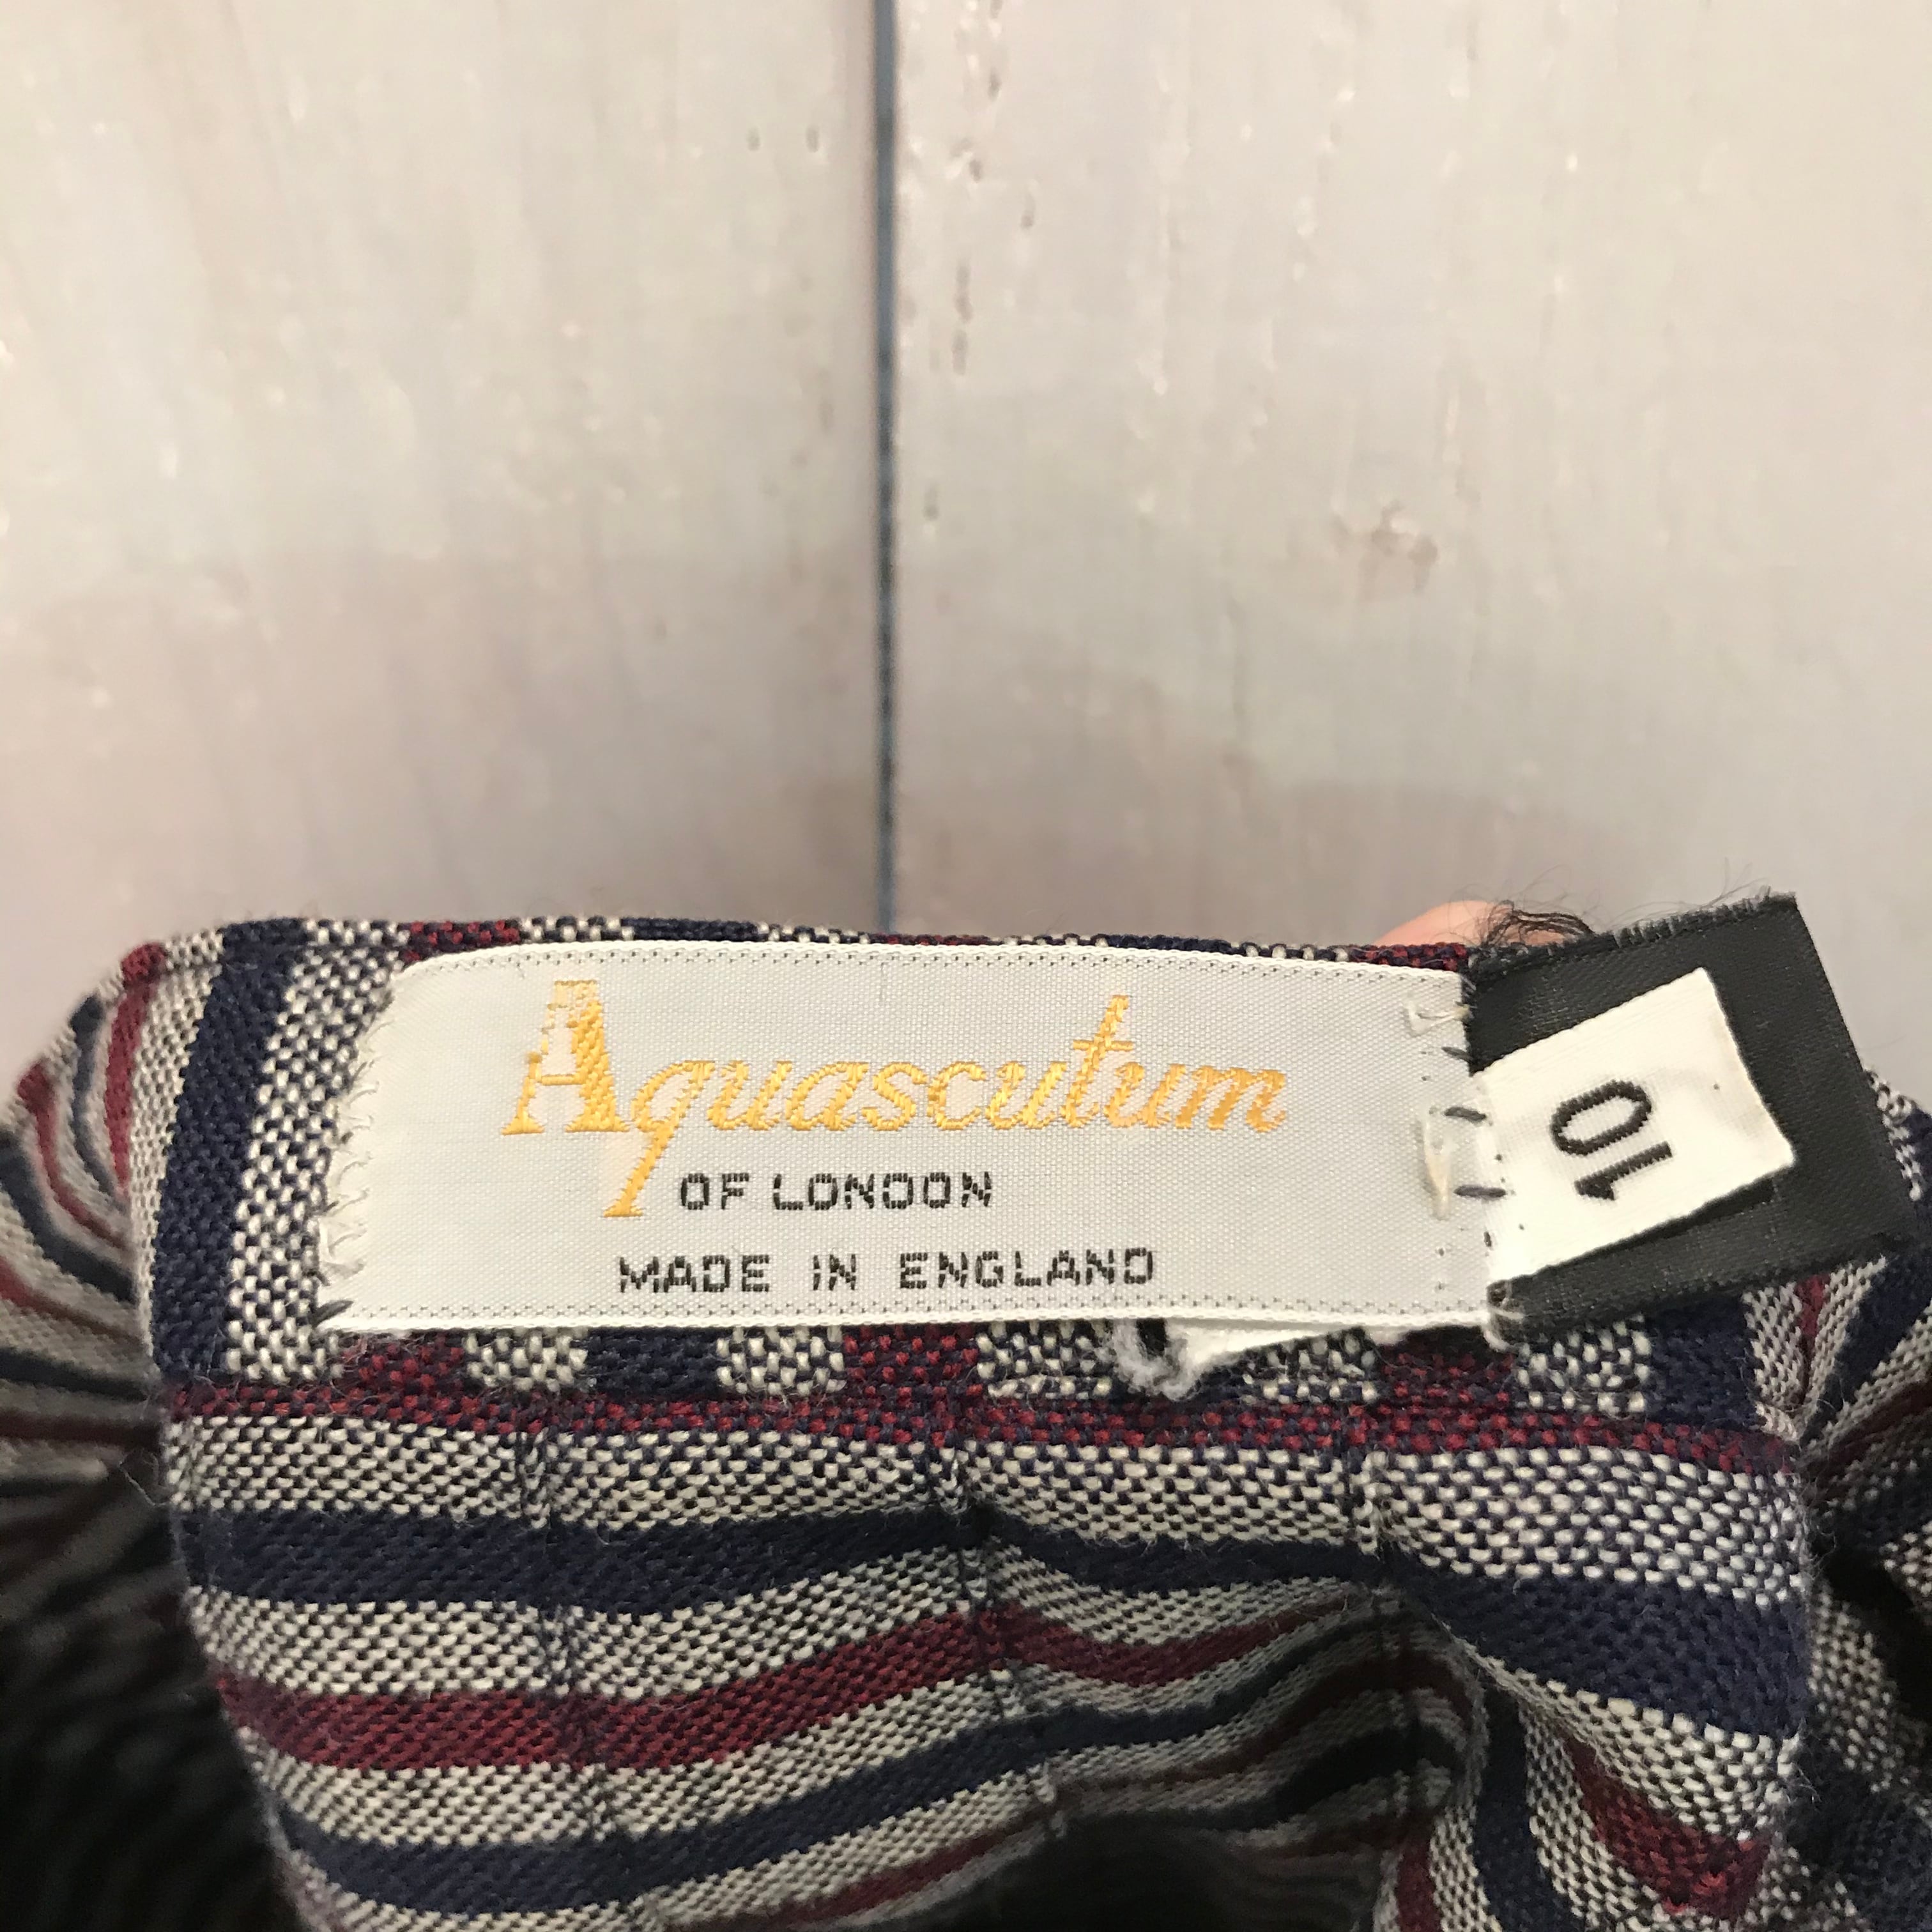 Aquascutum
OF LONDON
MADE IN ENGLAND
10